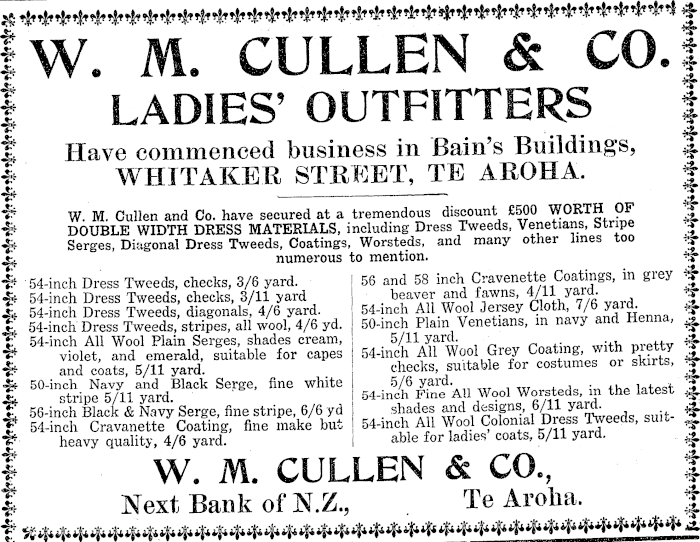 W. M. CULLEN & CO.
LADIES' OUTFITTERS
Have commenced business in Bain's Buildings,
WHITAKER STREET, TE AROHA.
W. M. Cullen and Co. have secured at a tremendous discount £500 WORTH OF
DOUBLE WIDTH DRESS MATERIALS, including Dress Tweeds, Venetians, Stripe
Serges, Diagonal Dress Tweeds, Coatings, Worsteds, and many other lines too
numerous to mention.
54-inch Dress Tweeds, checks, 3/6 yard.
54-inch Dress Tweeds, checks, 3/11 yard
54-inch Dress Tweeds, diagonals, 4/6 yard.
54-inch Dress Tweeds, stripes, all wool, 4/6 yd.
54-inch All Wool Plain Serges, shades cream,
violet, and emerald, suitable for capes
and coats, 5/11 yard.
50-inch Navy and Black Serge, fine white
stripe 5/11 yard.
56-inch Black & Navy Serge, fine stripe, 6/6 yd
54-inch Cravanette Coating, fine make but
heavy quality, 4/6 yard.
56 and 58 inch Cravenette Coatings, in grey
beaver and fawns, 4/11 yard.
54-inch All Wool Jersey Cloth, 7/6 yard.
50-inch Plain Venetians, in navy and Henna,
5/11 yard.
54-inch All Wool Grey Coating, with pretty
checks, suitable for costumes or skirts,
5/6 yard.
54-inch Fine All Wool Worsteds, in the latest
shades and designs, 6/11 yard.
54-inch All Wool Colonial Dress Tweeds, suit-
able for ladies' coats, 5/11 yard.
W. M. CULLEN & CO.,
Next Bank of N.Z., Te Aroha.